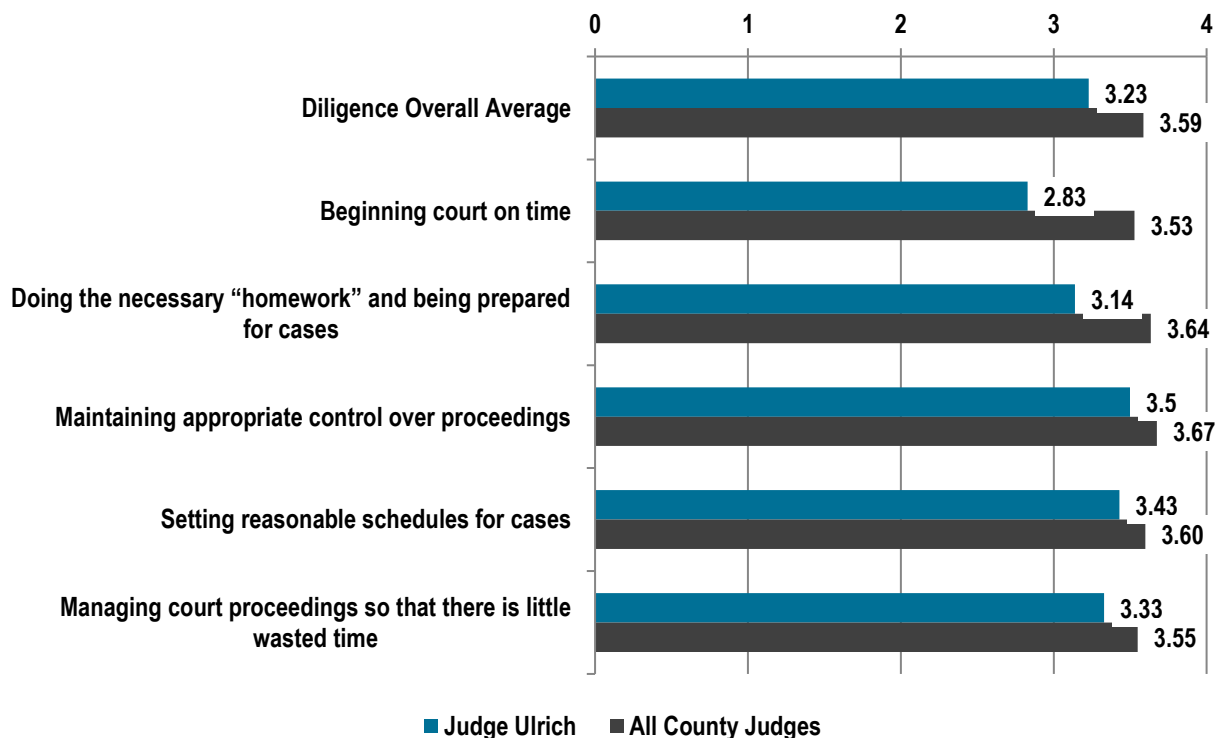 0 1 2 3 4
Diligence Overall Average
3.23
3.59
Beginning court on time
2.83
3.53
Doing the necessary “homework” and being prepared
for cases
3.14
3.64
Maintaining appropriate control over proceedings
3.5
3.67
Setting reasonable schedules for cases
3.43
3.60
Managing court proceedings so that there is little
wasted time
3.33
3.55
Judge Ulrich All County Judges